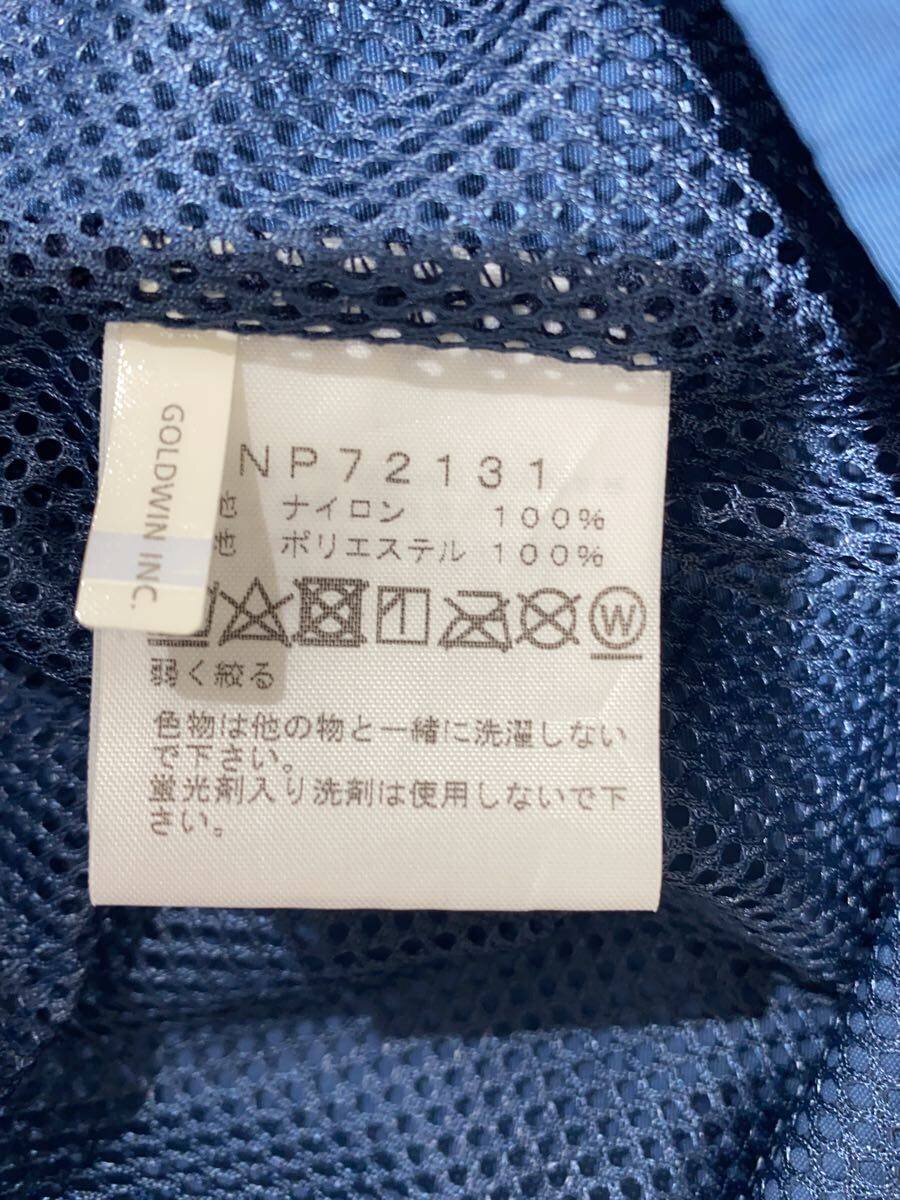 GOLDWIN INC.
NP72131
地 ナイロン 100%
地 ポリエステル 100%
W
弱く絞る
色物は他の物と一緒に洗濯しない
で下さい。
蛍光剤入り洗剤は使用しないで下
さい。